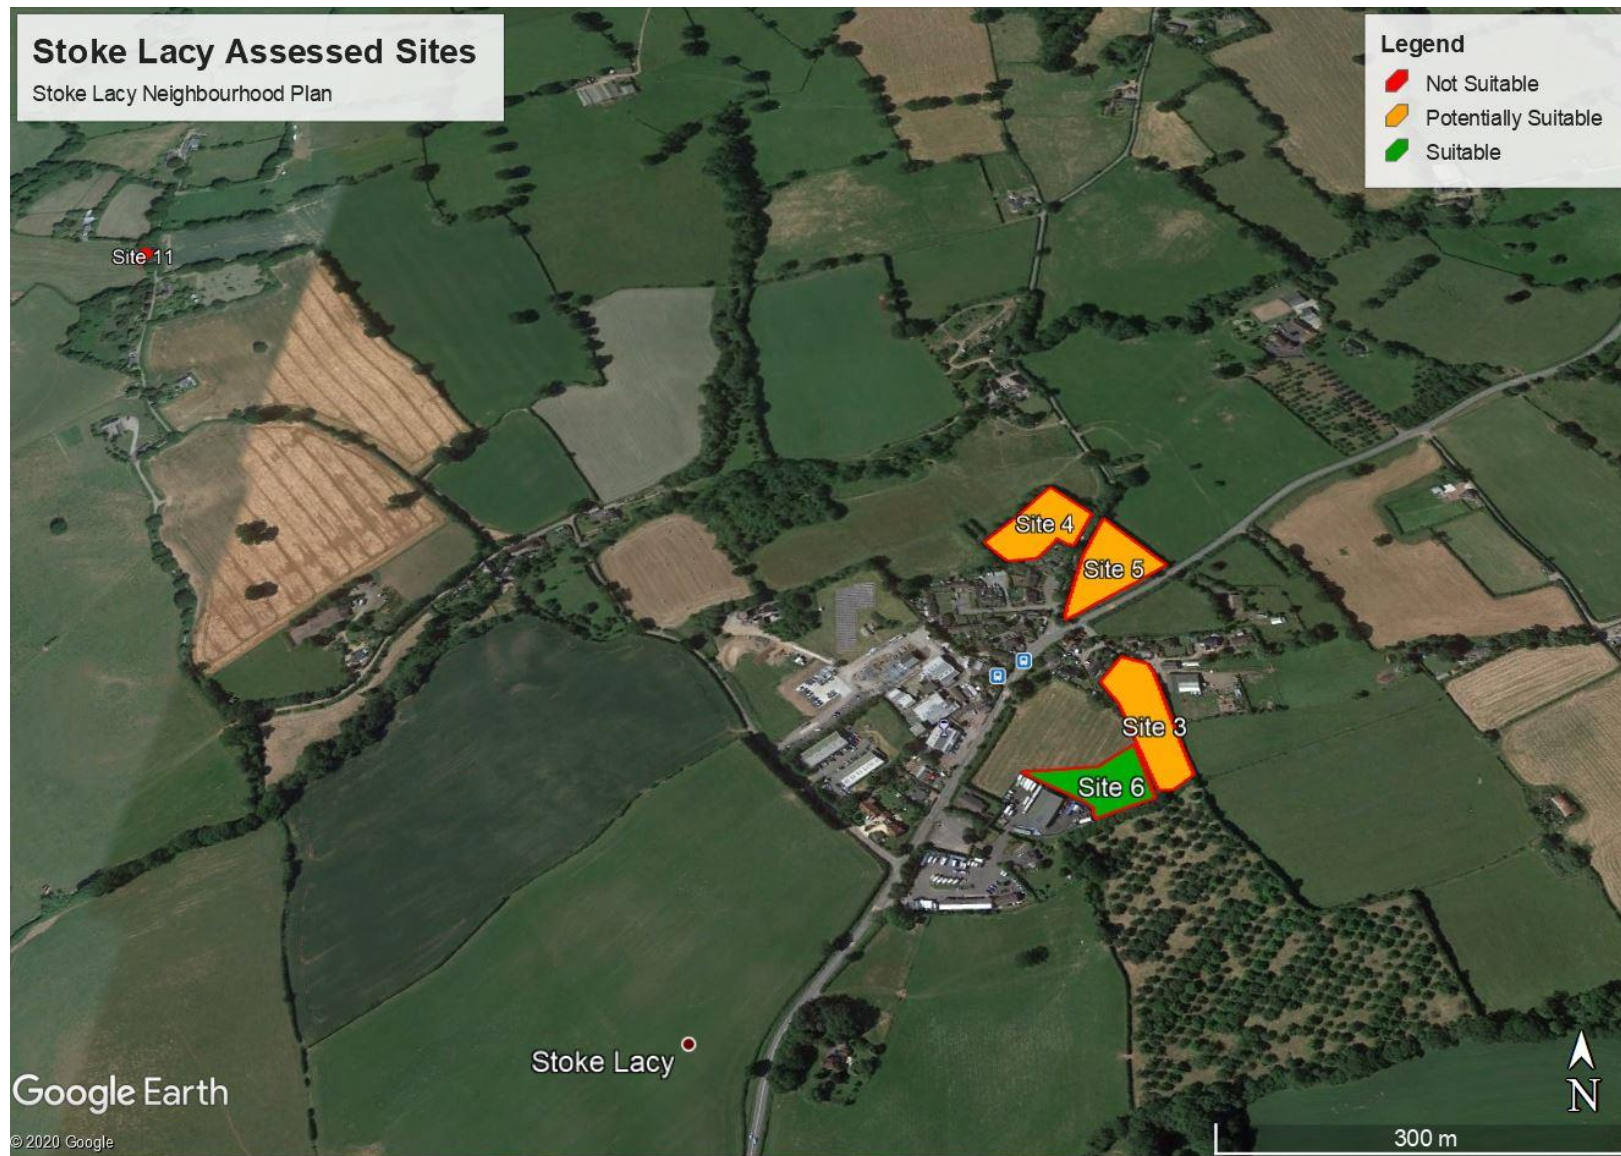 Stoke Lacy Assessed Sites
Stoke Lacy Neighbourhood Plan
Legend
Not Suitable
Potentially Suitable
Suitable
Site 11
Site 4
Site 5
Site 3
Site 6
Stoke Lacy
Google Earth
N
© 2020 Google
300 m